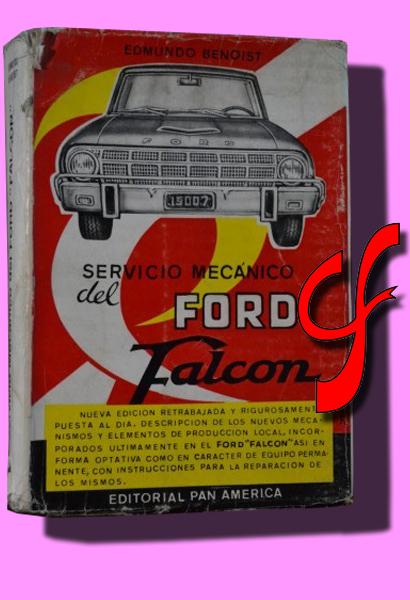 EDMUNDO BENOIST
FORD
15007
SERVICIO MECÁNICO
del
FORD
Falcon
NUEVA EDICION RETRABAJADA Y RIGUROSAMENTE
PUESTA AL DIA. DESCRIPCION DE LOS NUEVOS MECA-
NISMOS Y ELEMENTOS DE PRODUCCION LOCAL, INCOR-
PORADOS ULTIMAMENTE EN EL FORD "FALCON" ASI EN
FORMA OPTATIVA COMO EN CARACTER DE EQUIPO PERMA-
NENTE, CON INSTRUCCIONES PARA LA REPARACION DE
LOS MISMOS.
EDITORIAL PAN AMERICA